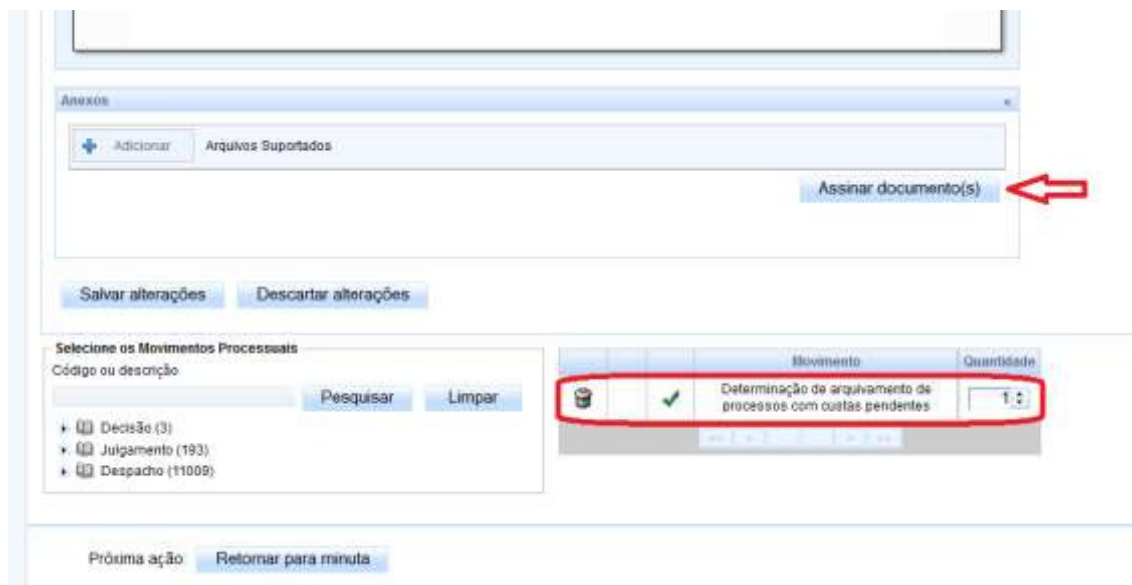 Anexos
Adicionar Arquivos Suportados
Assinar documento(s)
Salvar alterações Descartar alterações
Selecione os Movimentos Processuais
Código ou descrição
Pesquisar Limpar
Decisão (3)
Julgamento (193)
Despacho (11009)
Movimento Quantidade
Determinação de arquivamento de
processos com custas pendentes
1
Próxima ação Retornar para minuta